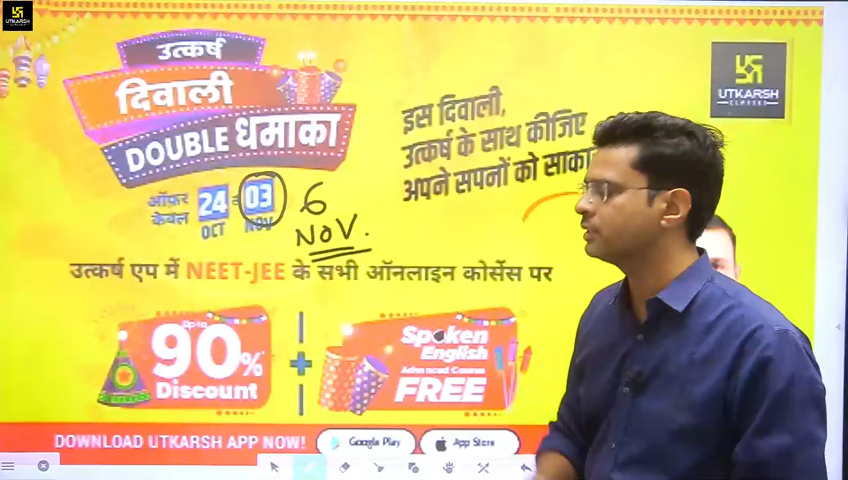 UTKARSH
उत्कर्ष
दिवाली
DOUBLE धमाका
इस दिवाली,
उत्कर्ष के साथ कीजिए
अपने सपनों को साका
UTKARSH
CLASSES
ऑफ़र केवल 24 OCT 03 NOV
6 NOV.
उत्कर्ष एप में NEET-JEE के सभी ऑनलाइन कोर्सेस पर
Up to
90%
Discount
+
Spoken
English
Advanced Course
FREE
DOWNLOAD UTKARSH APP NOW!
Google Play
App Store